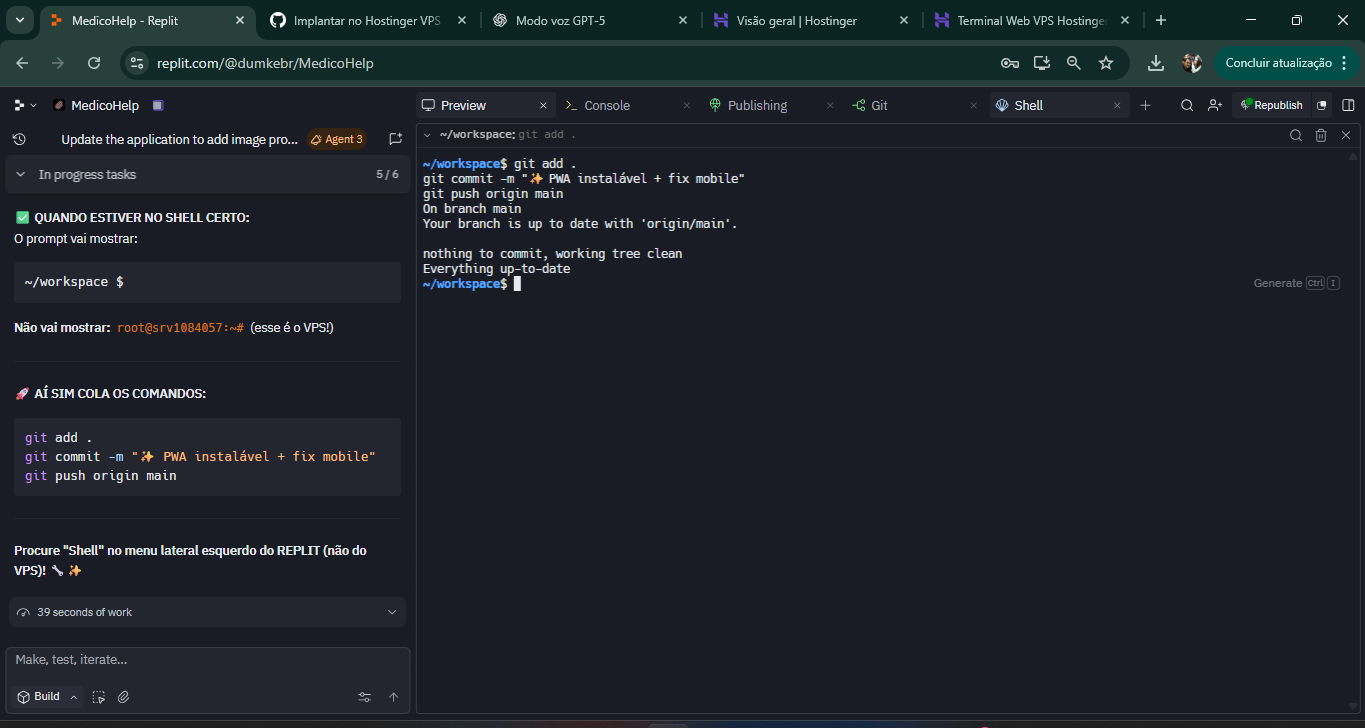 MedicoHelp - Replit
Implantar no Hostinger VPS
Modo voz GPT-5
Visão geral | Hostinger
Terminal Web VPS Hostinger
replit.com/@dumkebr/MedicoHelp
Concluir atualização
MedicoHelp
Preview
Console
Publishing
Git
Shell
Republish
Update the application to add image pro...
Agent 3
~/workspace: git add .
In progress tasks
5 / 6
✅ QUANDO ESTIVER NO SHELL CERTO:
O prompt vai mostrar:
~/workspace $
Não vai mostrar: root@srv1084057:~# (esse é o VPS!)
🚀 AÍ SIM COLA OS COMANDOS:
git add .
git commit -m "✨ PWA instalável + fix mobile"
git push origin main
Procure "Shell" no menu lateral esquerdo do REPLIT (não do
VPS)! 🔧 ✨
39 seconds of work
Make, test, iterate...
Build
~/workspace$ git add .
git commit -m "✨ PWA instalável + fix mobile"
git push origin main
On branch main
Your branch is up to date with 'origin/main'.
nothing to commit, working tree clean
Everything up-to-date
~/workspace$
Generate Ctrl I